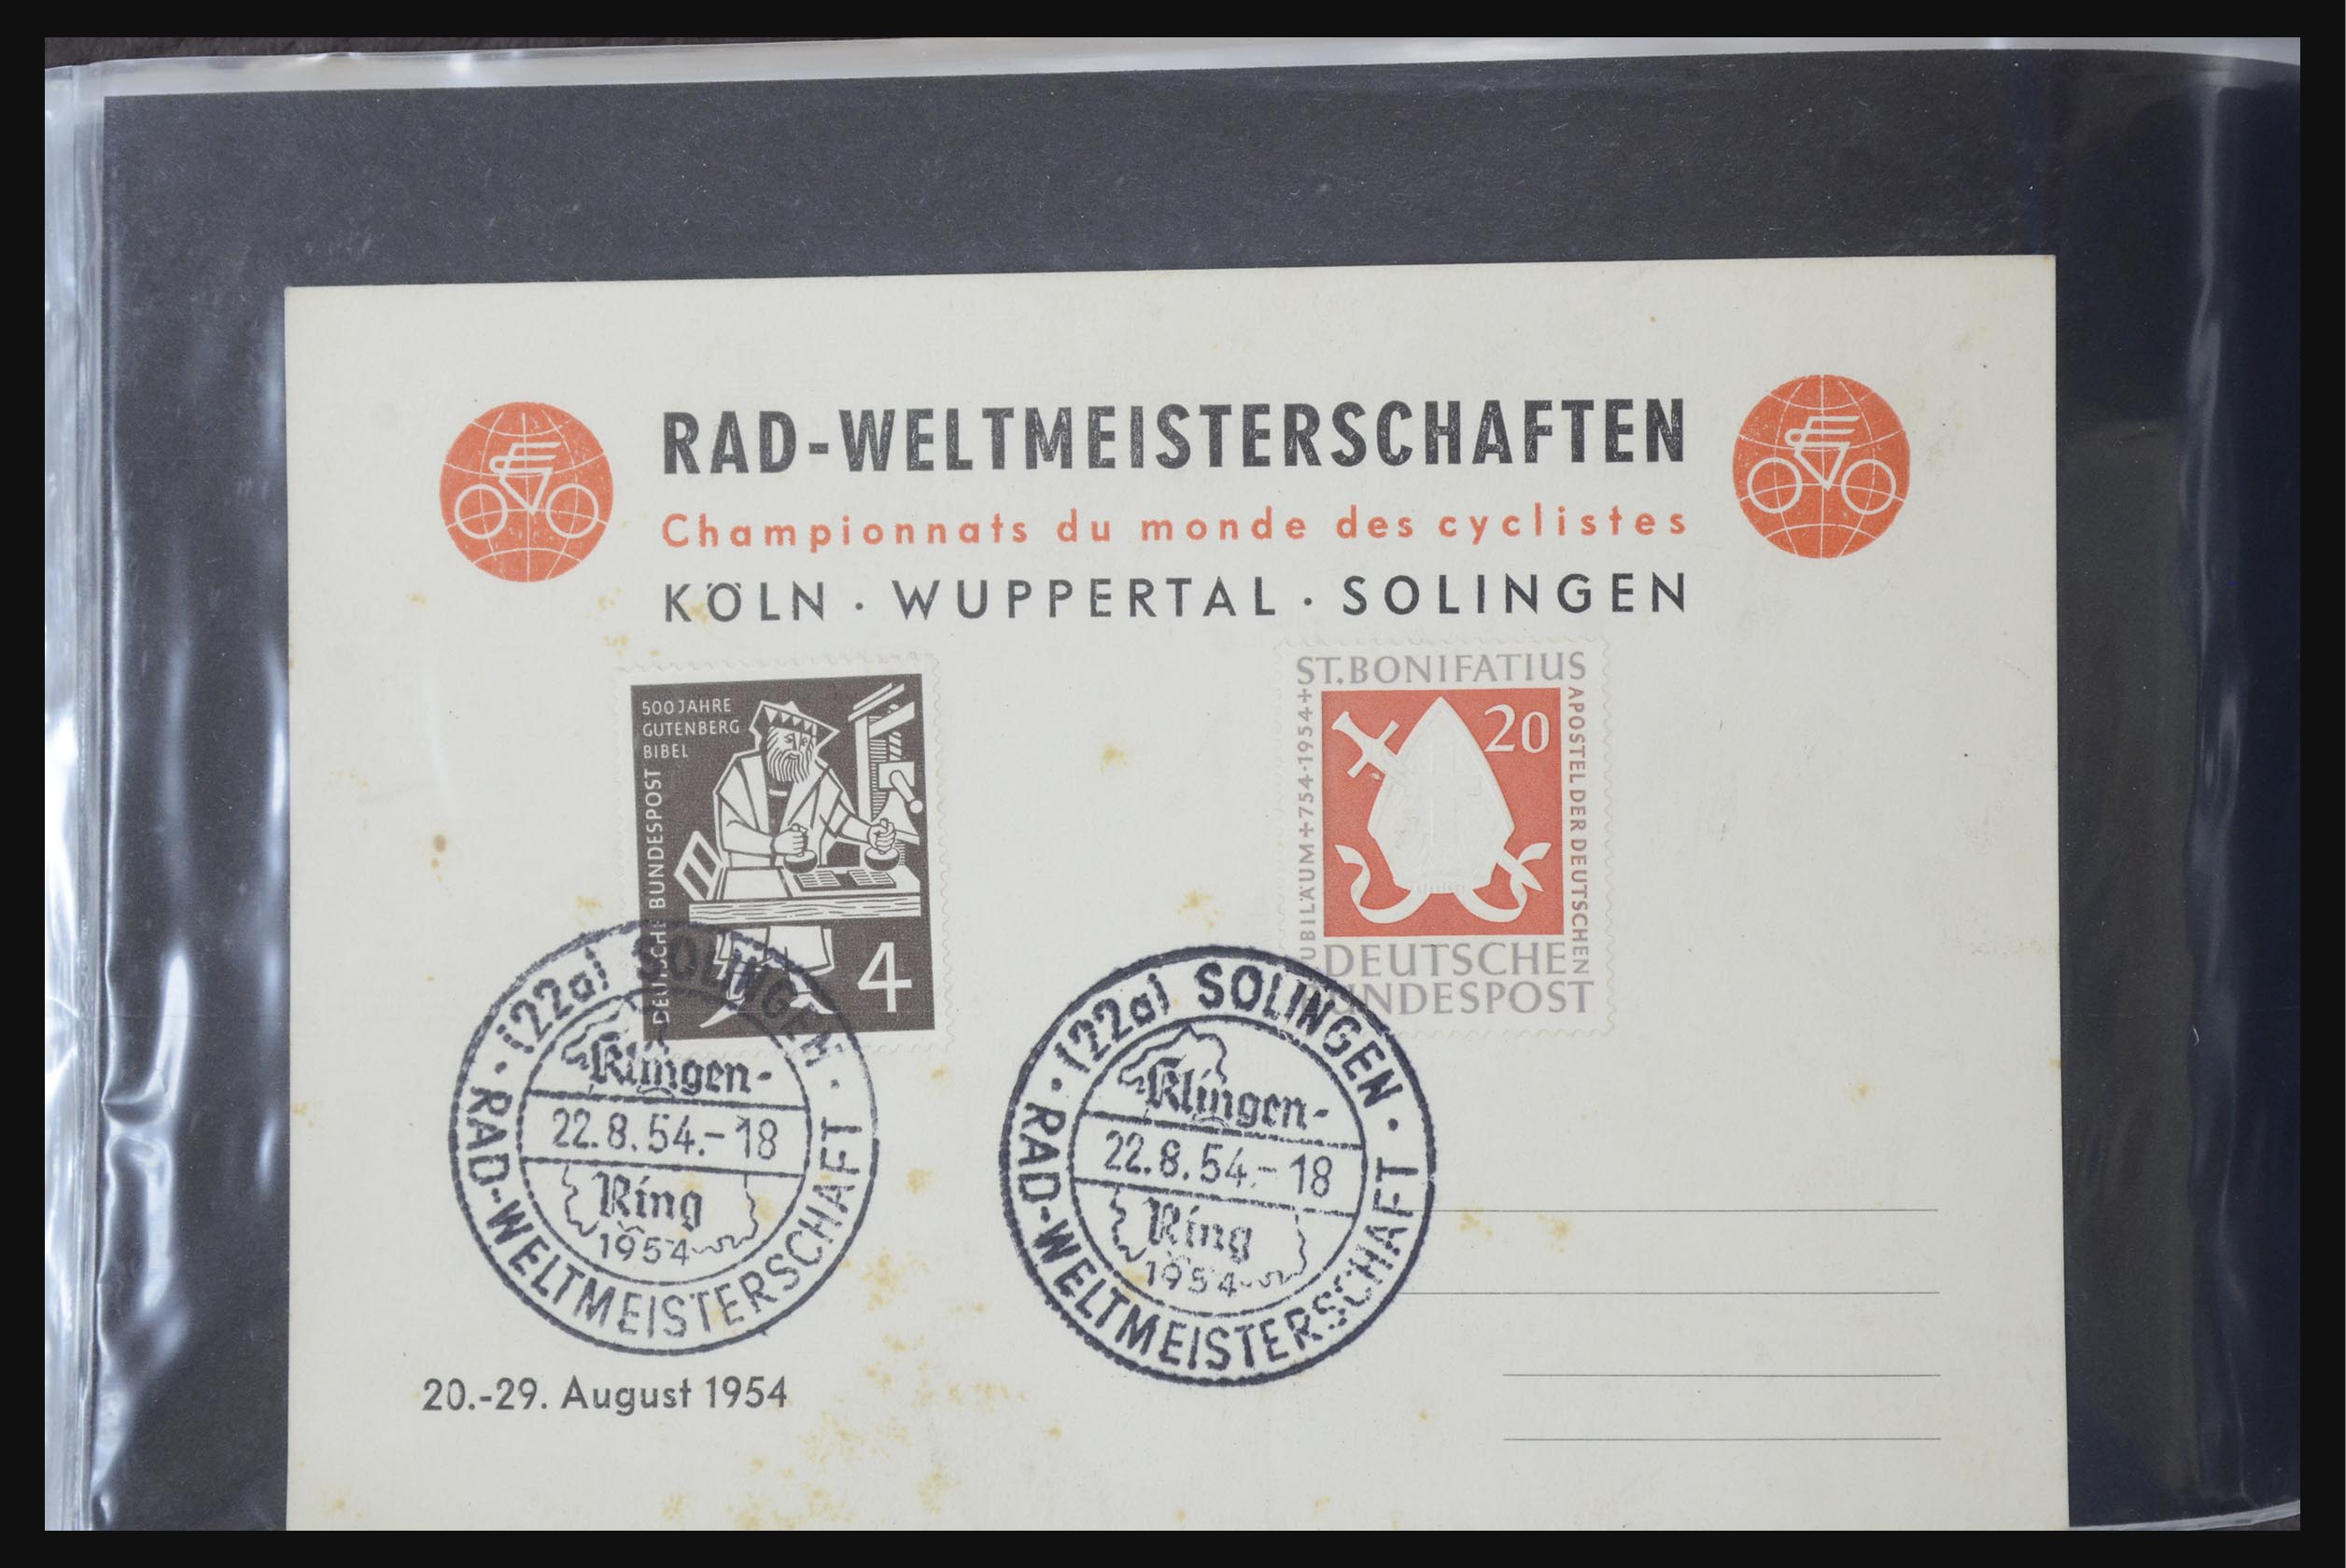 RAD-WELTMEISTERSCHAFTEN
Championnats du monde des cyclistes
KÖLN · WUPPERTAL · SOLINGEN
500 JAHRE
GUTENBERG
BIBEL
DEUTSCHE BUNDESPOST
4
ST. BONIFATIUS
JUBILÄUM+754-1954+
20
APOSTEL DER DEUTSCHEN
DEUTSCHE
BUNDESPOST
(22a) SOLINGEN
Klingen-
22.8.54.-18
Ring
1954
RAD-WELTMEISTERSCHAFT
(22a) SOLINGEN
Klingen-
22.8.54.-18
Ring
1954
RAD-WELTMEISTERSCHAFT
20.-29. August 1954